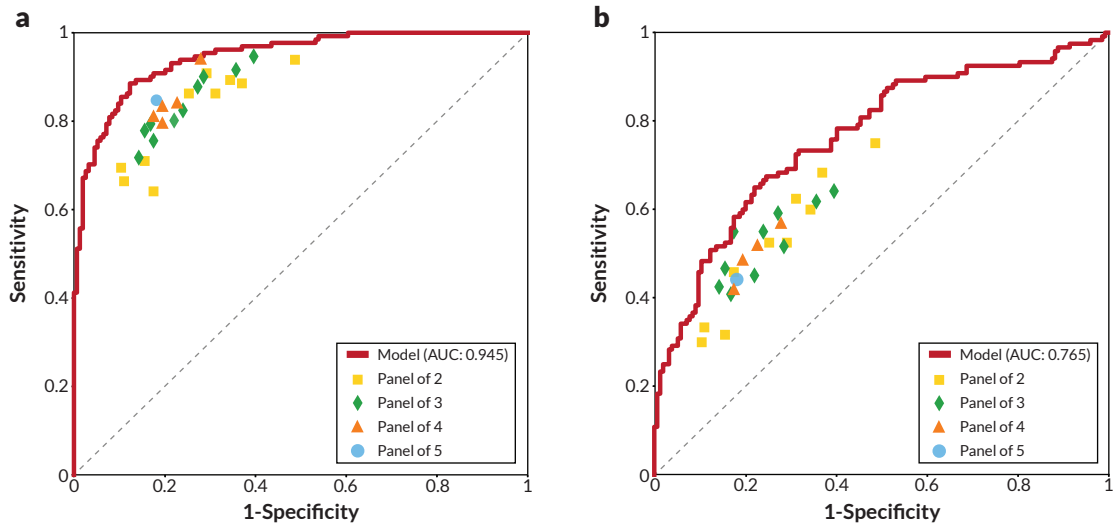 a
1
0.8
0.6
0.4
0.2
0
0
0.2
0.4
0.6
0.8
1
Sensitivity
1-Specificity
Model (AUC: 0.945)
Panel of 2
Panel of 3
Panel of 4
Panel of 5
b
1
0.8
0.6
0.4
0.2
0
0
0.2
0.4
0.6
0.8
1
Sensitivity
1-Specificity
Model (AUC: 0.765)
Panel of 2
Panel of 3
Panel of 4
Panel of 5